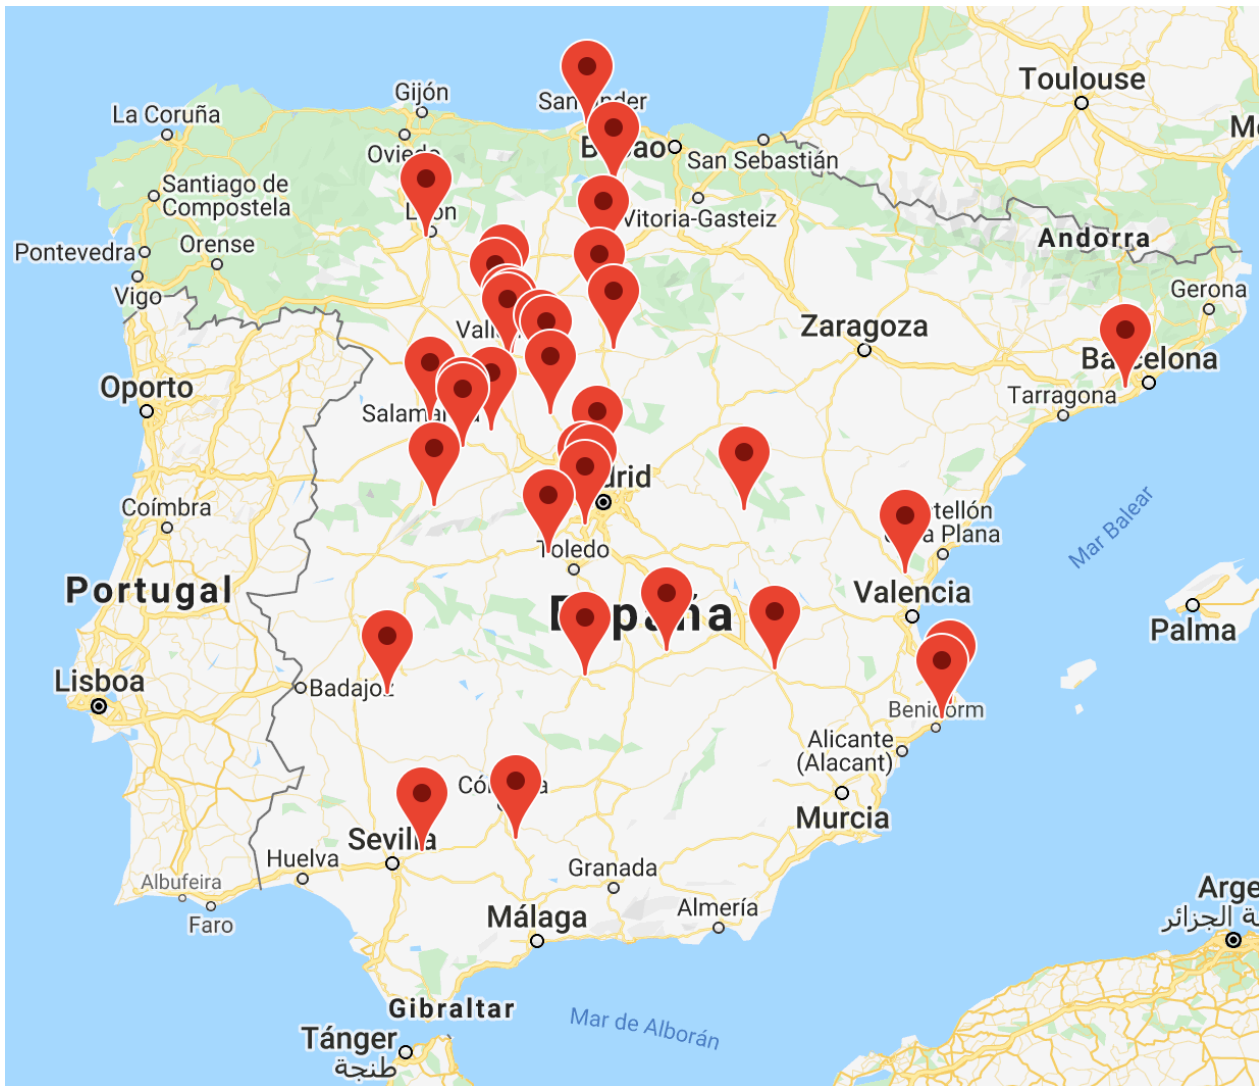 Toulouse
Gijón
La Coruña
Oviedo
San Sebastián
Santiago de
Compostela
Vitoria-Gasteiz
Andorra
Pontevedra
Orense
Vigo
Gerona
Zaragoza
Oporto
Tarragona
Coímbra
Mar Balear
Toledo
Portugal
Valencia
Palma
Lisboa
Badajoz
Benidorm
Alicante
(Alacant)
Murcia
Sevilla
Huelva
Granada
Albufeira
Faro
Málaga
Almería
Gibraltar
Mar de Alborán
Tánger
طنجة